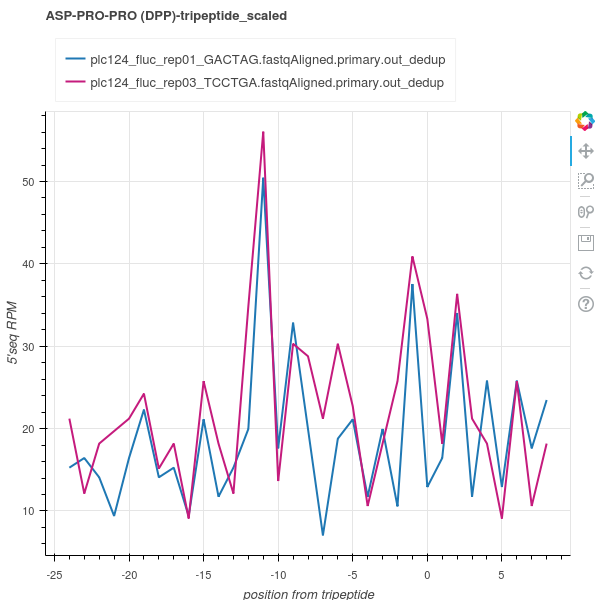 ASP-PRO-PRO (DPP)-tripeptide_scaled
plc124_fluc_rep01_GACTAG.fastqAligned.primary.out_dedup
plc124_fluc_rep03_TCCTGA.fastqAligned.primary.out_dedup
50
40
30
20
10
5'seq RPM
-25 -20 -15 -10 -5 0 5
position from tripeptide